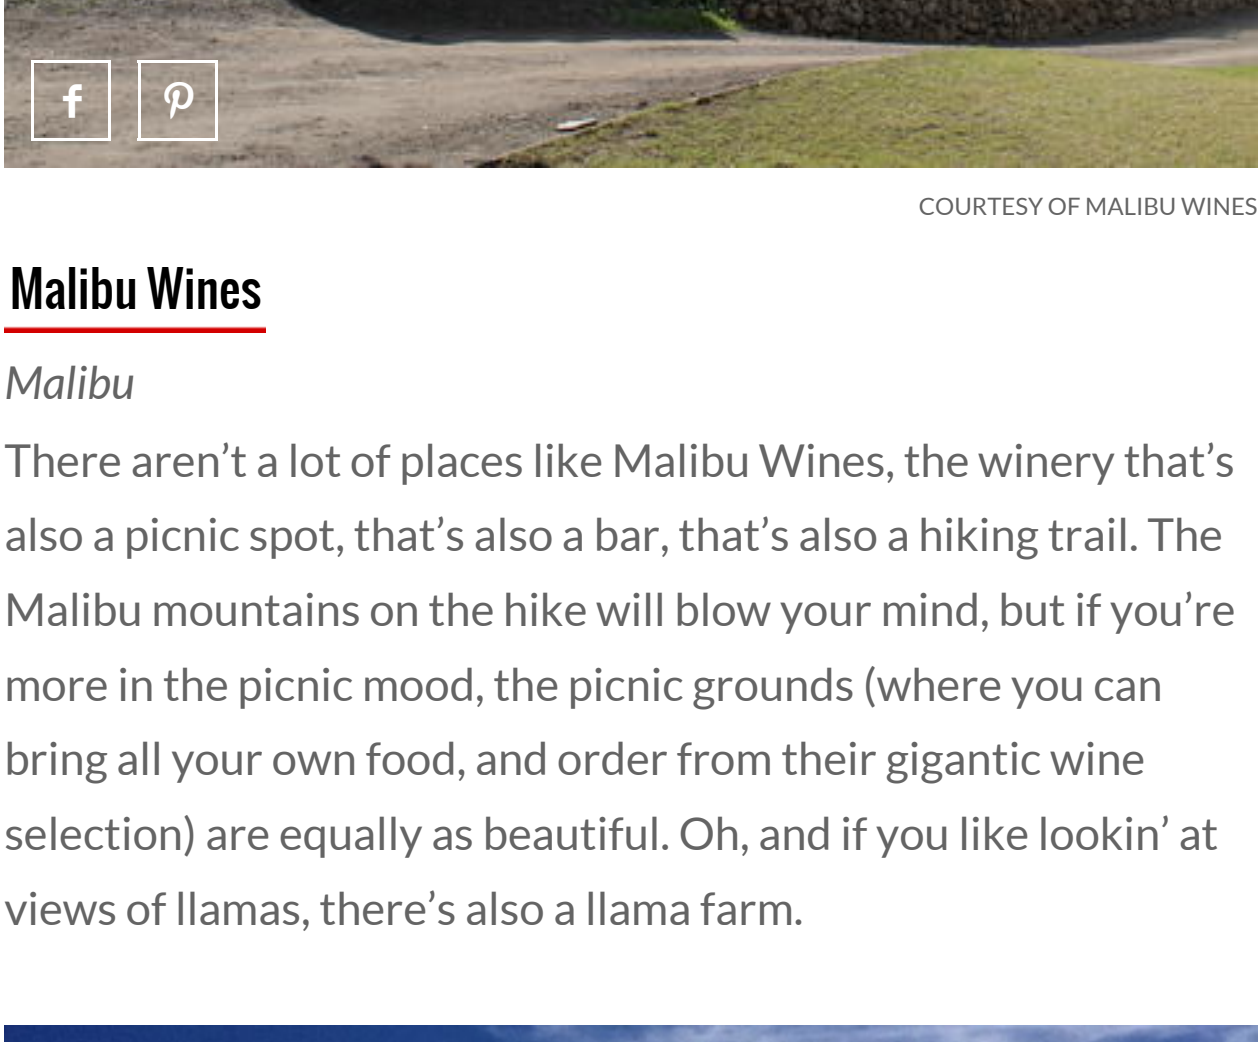 COURTESY OF MALIBU WINES
Malibu Wines
Malibu
There aren’t a lot of places like Malibu Wines, the winery that’s
also a picnic spot, that’s also a bar, that’s also a hiking trail. The
Malibu mountains on the hike will blow your mind, but if you’re
more in the picnic mood, the picnic grounds (where you can
bring all your own food, and order from their gigantic wine
selection) are equally as beautiful. Oh, and if you like lookin’ at
views of llamas, there’s also a llama farm.